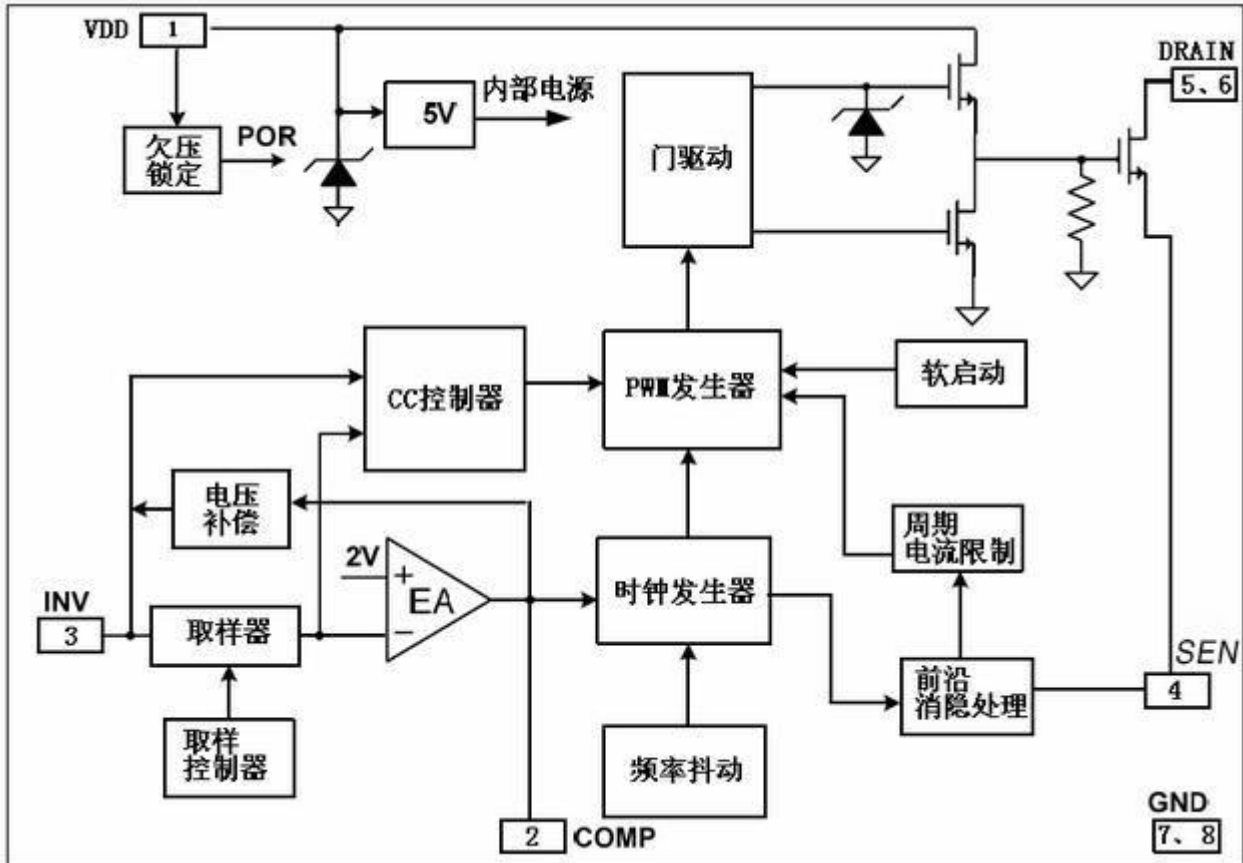 VDD
1
DRAIN
5、6
5V
内部电源
欠压
锁定
POR
门驱动
CC控制器
PWM发生器
软启动
电压
补偿
周期
电流限制
2V
+
EA
−
时钟发生器
INV
3
取样器
SEN
4
前沿
消隐处理
取样
控制器
频率抖动
2
COMP
GND
7、8